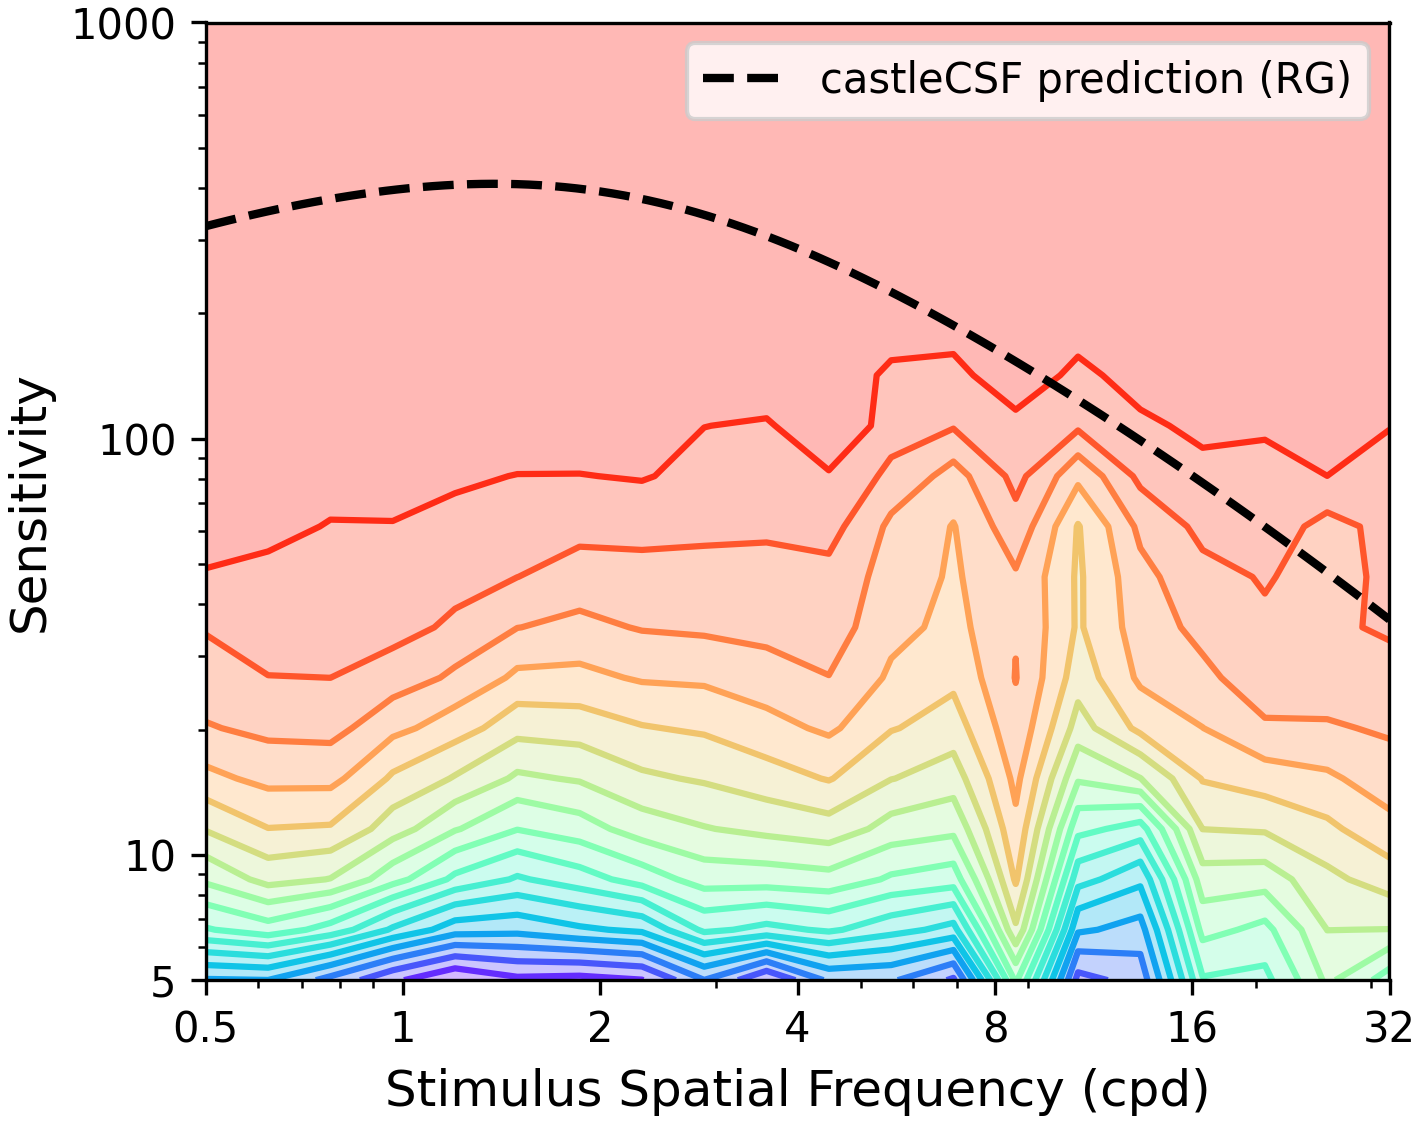 1000
castleCSF prediction (RG)
100
Sensitivity
10
5
0.5 1 2 4 8 16 32
Stimulus Spatial Frequency (cpd)